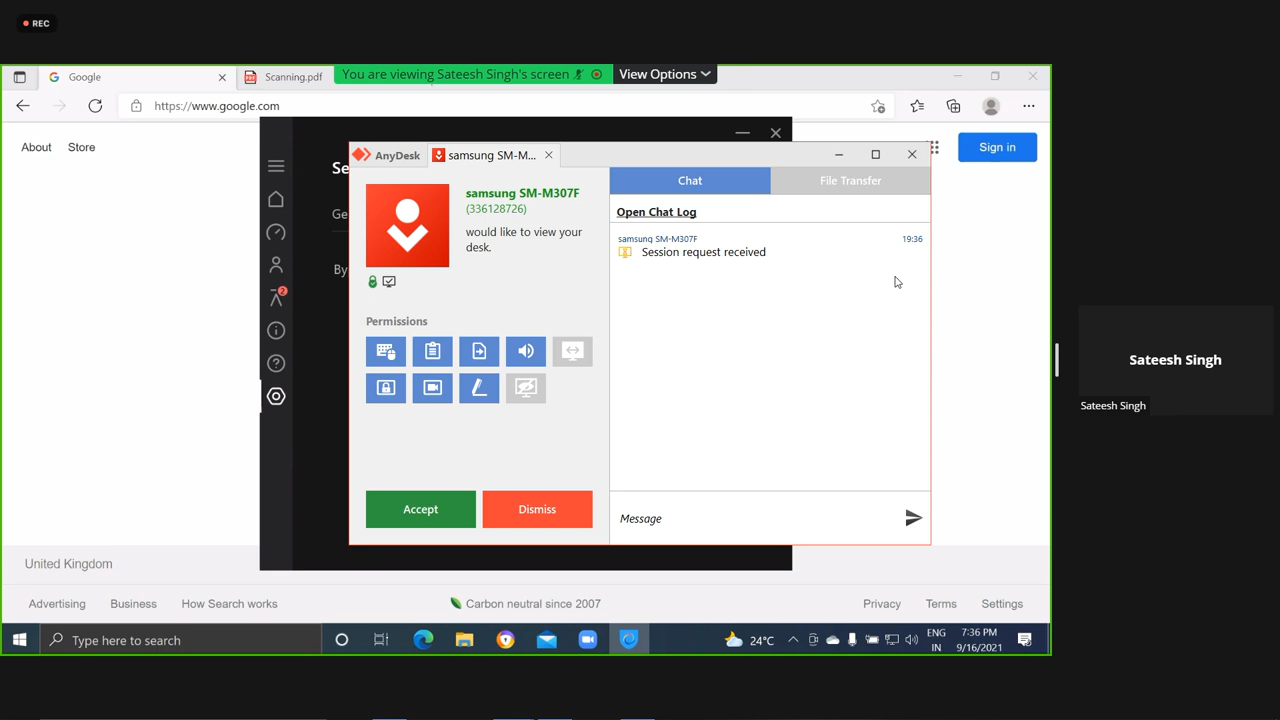 REC
Google
Scanning.pdf
You are viewing Sateesh Singh's screen
View Options
https://www.google.com
About
Store
Sign in
Se
Ge
By
2
AnyDesk
samsung SM-M...
samsung SM-M307F
(336128726)
would like to view your
desk.
Permissions
Accept
Dismiss
Chat
File Transfer
Open Chat Log
samsung SM-M307F
19:36
Session request received
Message
Sateesh Singh
Sateesh Singh
United Kingdom
Advertising
Business
How Search works
Carbon neutral since 2007
Privacy
Terms
Settings
Type here to search
24°C
ENG
IN
7:36 PM
9/16/2021